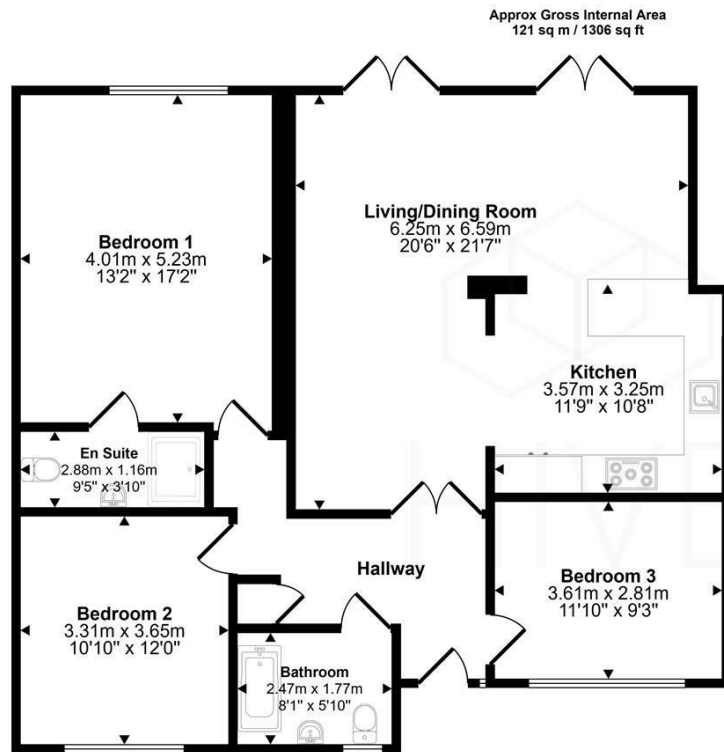 Approx Gross Internal Area
121 sq m / 1306 sq ft
Bedroom 1
4.01m x 5.23m
13'2" x 17'2"
Living/Dining Room
6.25m x 6.59m
20'6" x 21'7"
Kitchen
3.57m x 3.25m
11'9" x 10'8"
En Suite
2.88m x 1.16m
9'5" x 3'10"
Hallway
Bedroom 2
3.31m x 3.65m
10'10" x 12'0"
Bedroom 3
3.61m x 2.81m
11'10" x 9'3"
Bathroom
2.47m x 1.77m
8'1" x 5'10"